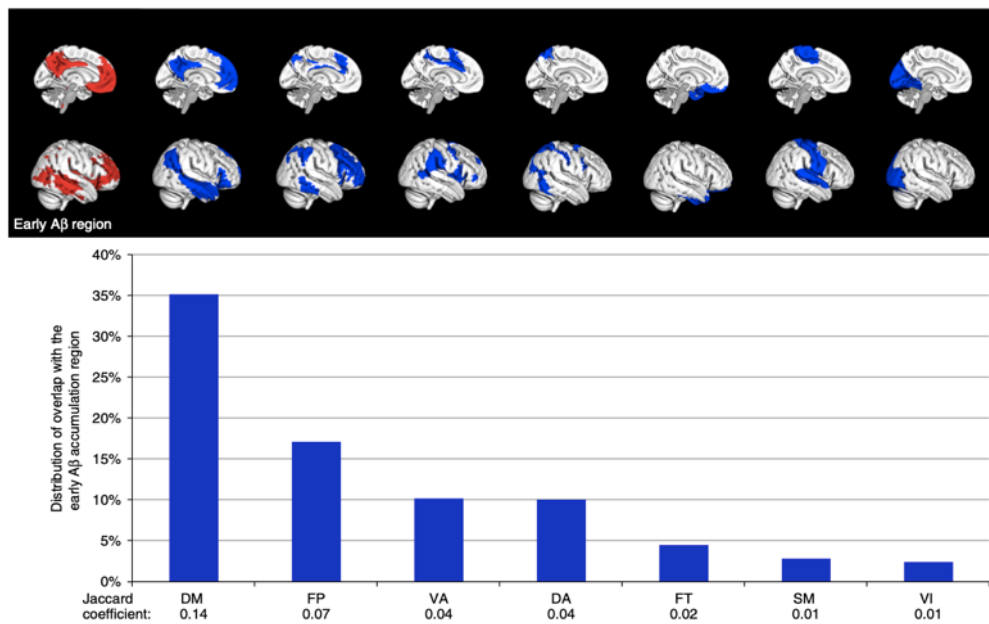 Early Aβ region
Distribution of overlap with the
early Aβ accumulation region
40%
35%
30%
25%
20%
15%
10%
5%
0%
DM FP VA DA FT SM VI
Jaccard
coefficient: 0.14 0.07 0.04 0.04 0.02 0.01 0.01